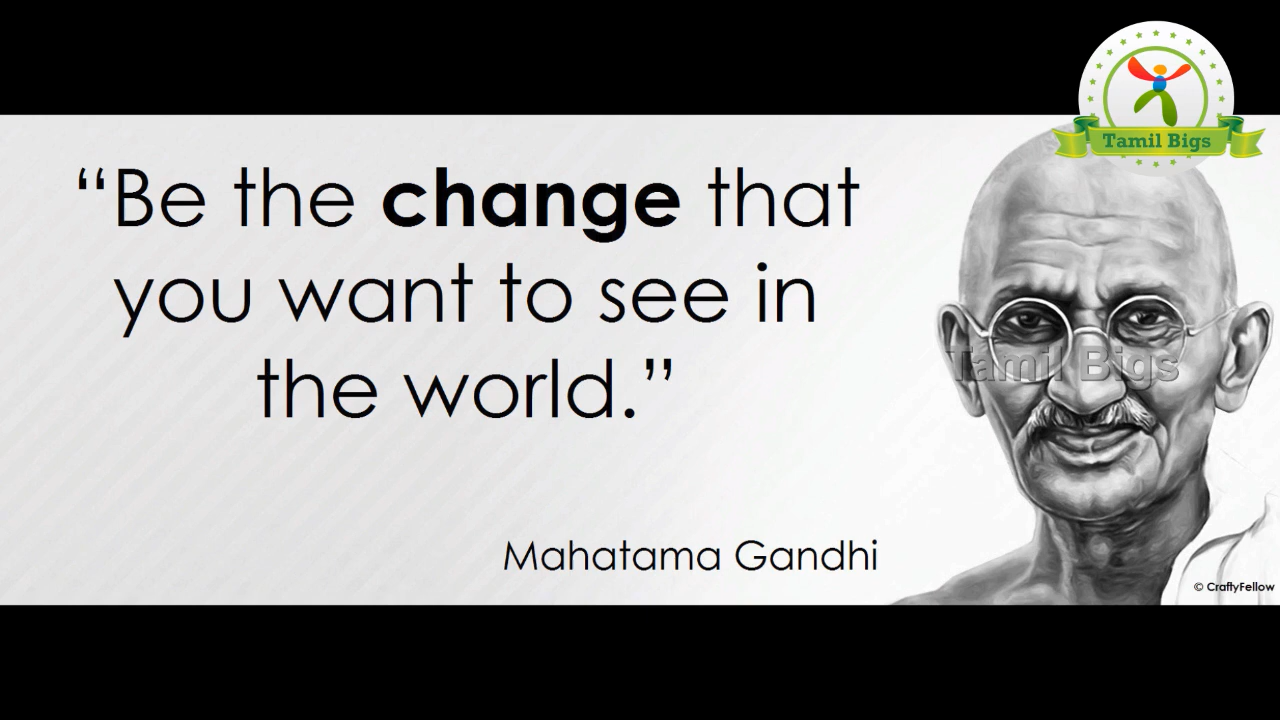 “Be the change that
you want to see in
the world.”
Mahatama Gandhi
Tamil Bigs
Tamil Bigs
© CraftyFellow